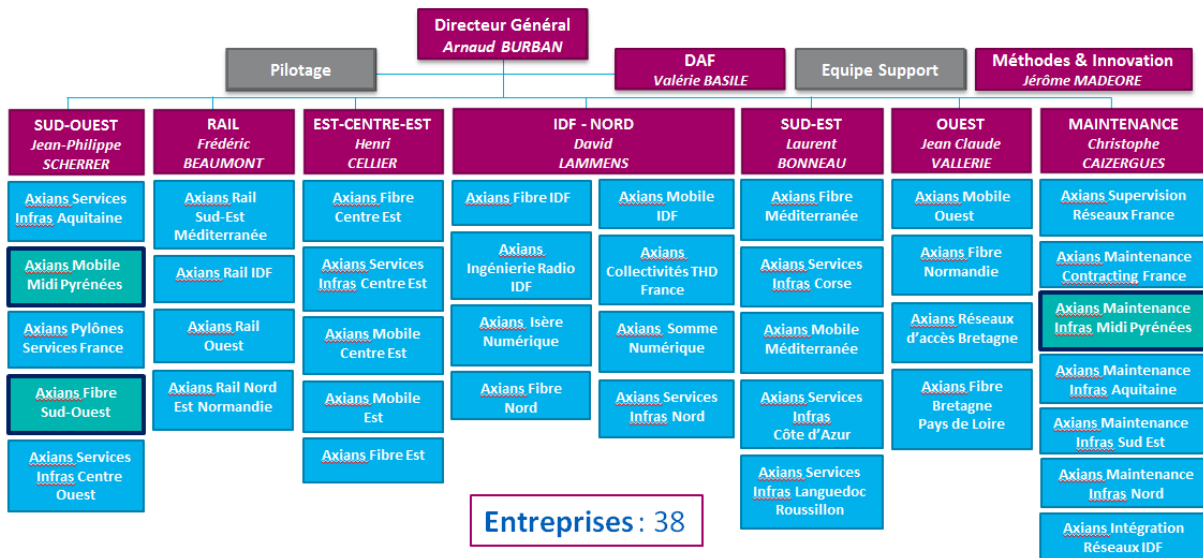 Directeur Général
Arnaud BURBAN
Pilotage
DAF
Valérie BASILE
Equipe Support
Méthodes & Innovation
Jérôme MADEORE
SUD-OUEST
Jean-Philippe
SCHERRER
RAIL
Frédéric
BEAUMONT
EST-CENTRE-EST
Henri
CELLIER
IDF - NORD
David
LAMMENS
SUD-EST
Laurent
BONNEAU
OUEST
Jean Claude
VALLERIE
MAINTENANCE
Christophe
CAIZERGUES
Axians Services
Infras Aquitaine
Axians Mobile
Midi Pyrénées
Axians Pylônes
Services France
Axians Fibre
Sud-Ouest
Axians Services
Infras Centre
Ouest
Axians Rail
Sud-Est
Méditerranée
Axians Rail IDF
Axians Rail
Ouest
Axians Rail Nord
Est Normandie
Axians Fibre
Centre Est
Axians Services
Infras Centre Est
Axians Mobile
Centre Est
Axians Mobile
Est
Axians Fibre Est
Axians Fibre IDF
Axians
Ingénierie Radio
IDF
Axians Isère
Numérique
Axians Fibre
Nord
Axians Mobile
IDF
Axians
Collectivités THD
France
Axians Somme
Numérique
Axians Services
Infras Nord
Axians Fibre
Méditerranée
Axians Services
Infras Corse
Axians Mobile
Méditerranée
Axians Services
Infras
Côte d'Azur
Axians Services
Infras Languedoc
Roussillon
Axians Mobile
Ouest
Axians Fibre
Normandie
Axians Réseaux
d'accès Bretagne
Axians Fibre
Bretagne
Pays de Loire
Axians Supervision
Réseaux France
Axians Maintenance
Contracting France
Axians Maintenance
Infras Midi Pyrénées
Axians Maintenance
Infras Aquitaine
Axians Maintenance
Infras Sud Est
Axians Maintenance
Infras Nord
Axians Intégration
Réseaux IDF
Entreprises : 38